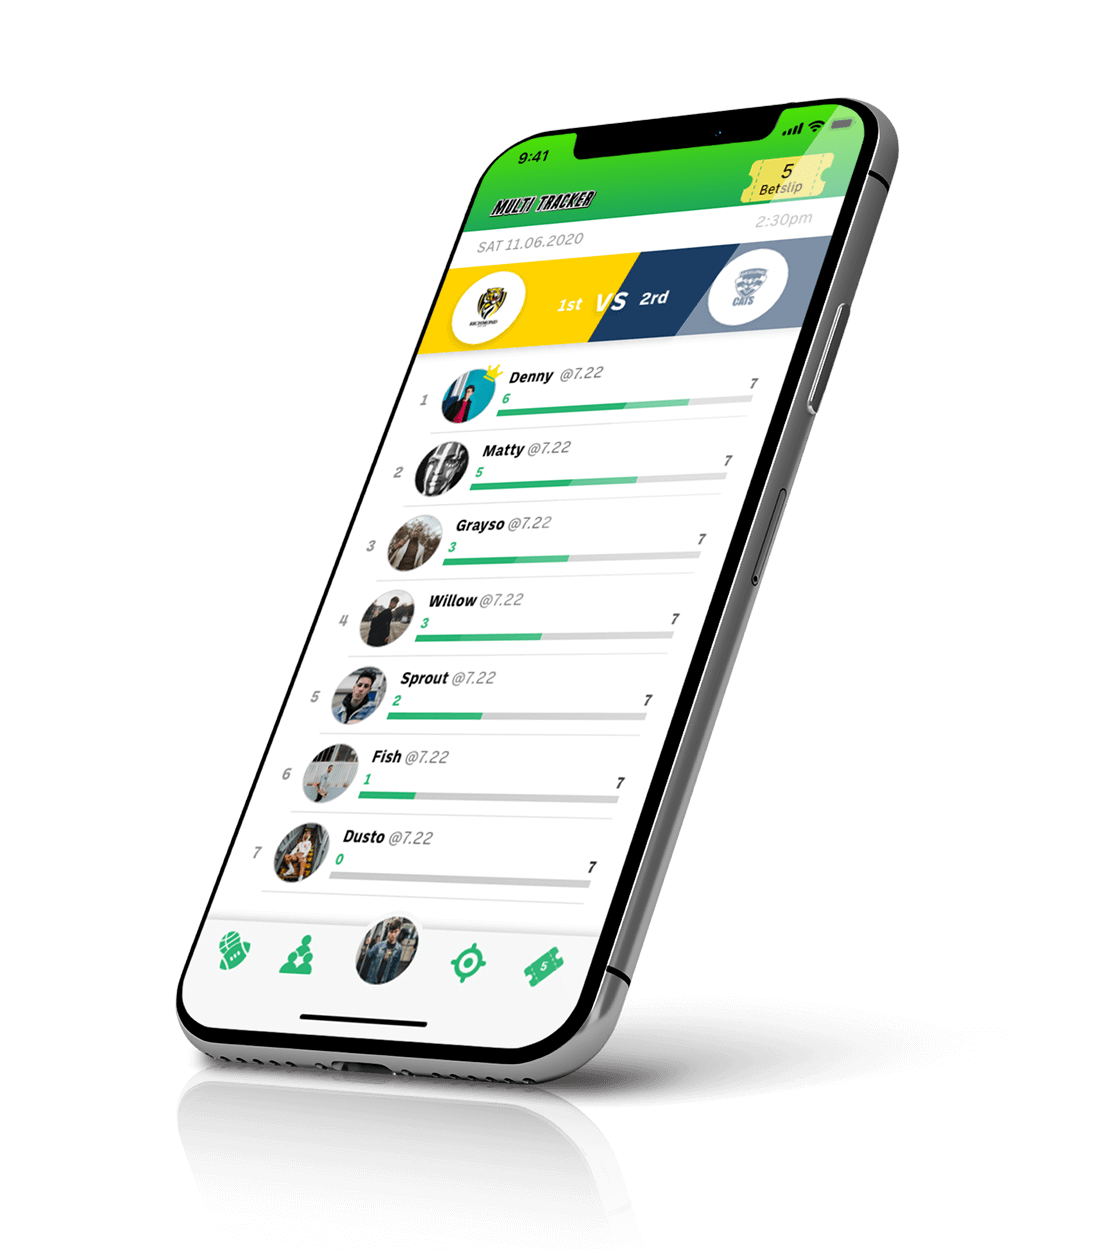 9:41
5
Betslip
MULTI TRACKER
SAT 11.06.2020
2:30pm
1st VS 2rd
RICHMOND
CATS
1
Denny @7.22
6
7
2
Matty @7.22
5
7
3
Grayso @7.22
3
7
4
Willow @7.22
3
7
5
Sprout @7.22
2
7
6
Fish @7.22
1
7
7
Dusto @7.22
0
7
5